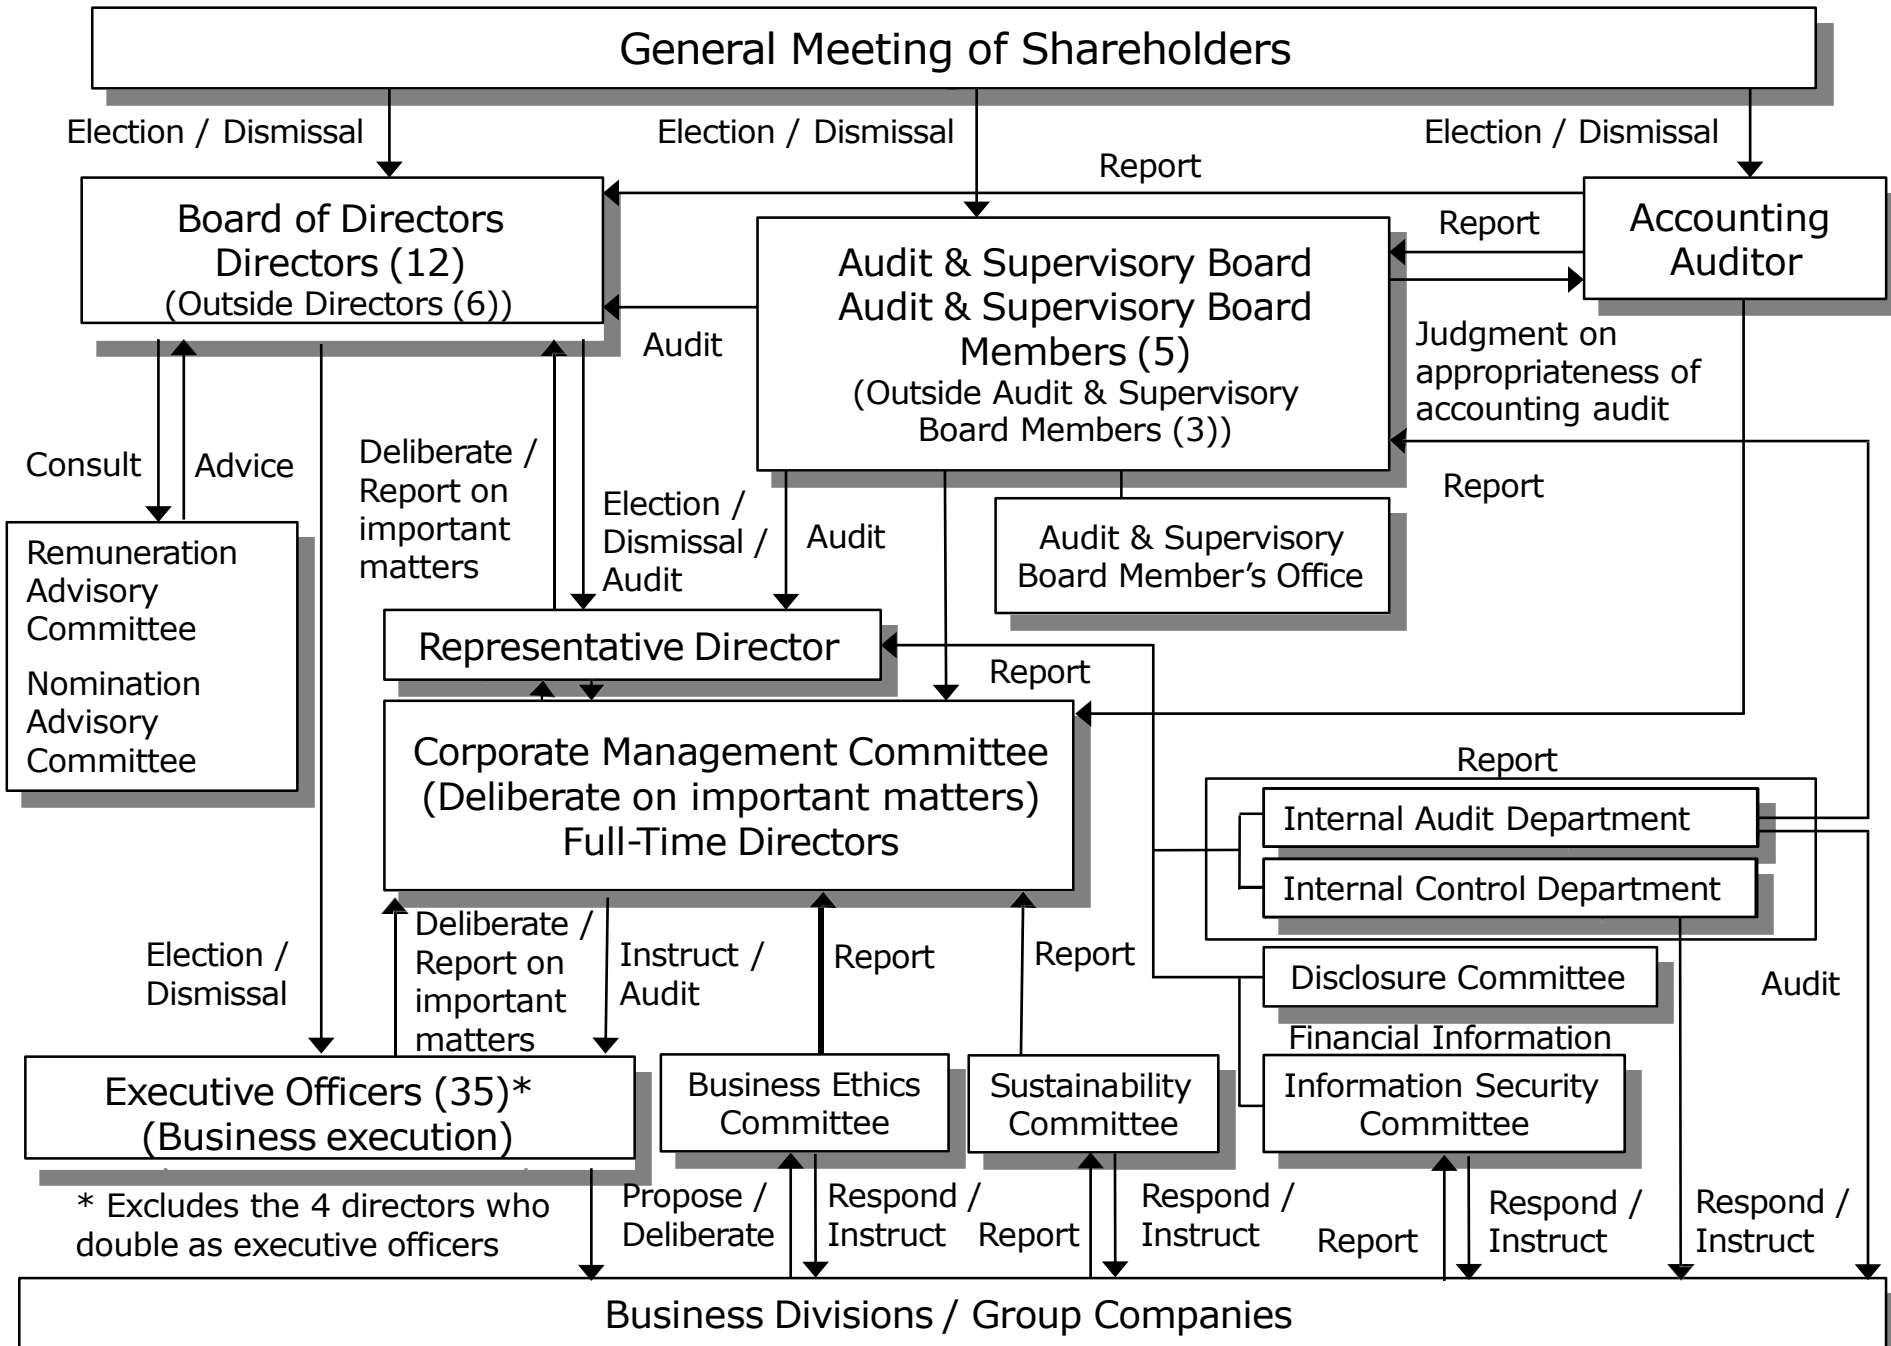 General Meeting of Shareholders
Election / Dismissal
Election / Dismissal
Election / Dismissal
Report
Board of Directors
Directors (12)
(Outside Directors (6))
Audit & Supervisory Board
Audit & Supervisory Board
Members (5)
(Outside Audit & Supervisory
Board Members (3))
Report
Accounting
Auditor
Audit
Judgment on
appropriateness of
accounting audit
Consult
Advice
Deliberate /
Report on
important
matters
Election /
Dismissal /
Audit
Audit
Report
Audit & Supervisory
Board Member’s Office
Remuneration
Advisory
Committee
Nomination
Advisory
Committee
Representative Director
Report
Corporate Management Committee
(Deliberate on important matters)
Full-Time Directors
Report
Internal Audit Department
Internal Control Department
Election /
Dismissal
Deliberate /
Report on
important
matters
Instruct /
Audit
Report
Report
Disclosure Committee
Audit
Financial Information
Executive Officers (35)*
(Business execution)
Business Ethics
Committee
Sustainability
Committee
Information Security
Committee
* Excludes the 4 directors who
double as executive officers
Propose /
Deliberate
Respond /
Instruct
Report
Respond /
Instruct
Report
Respond /
Instruct
Respond /
Instruct
Business Divisions / Group Companies